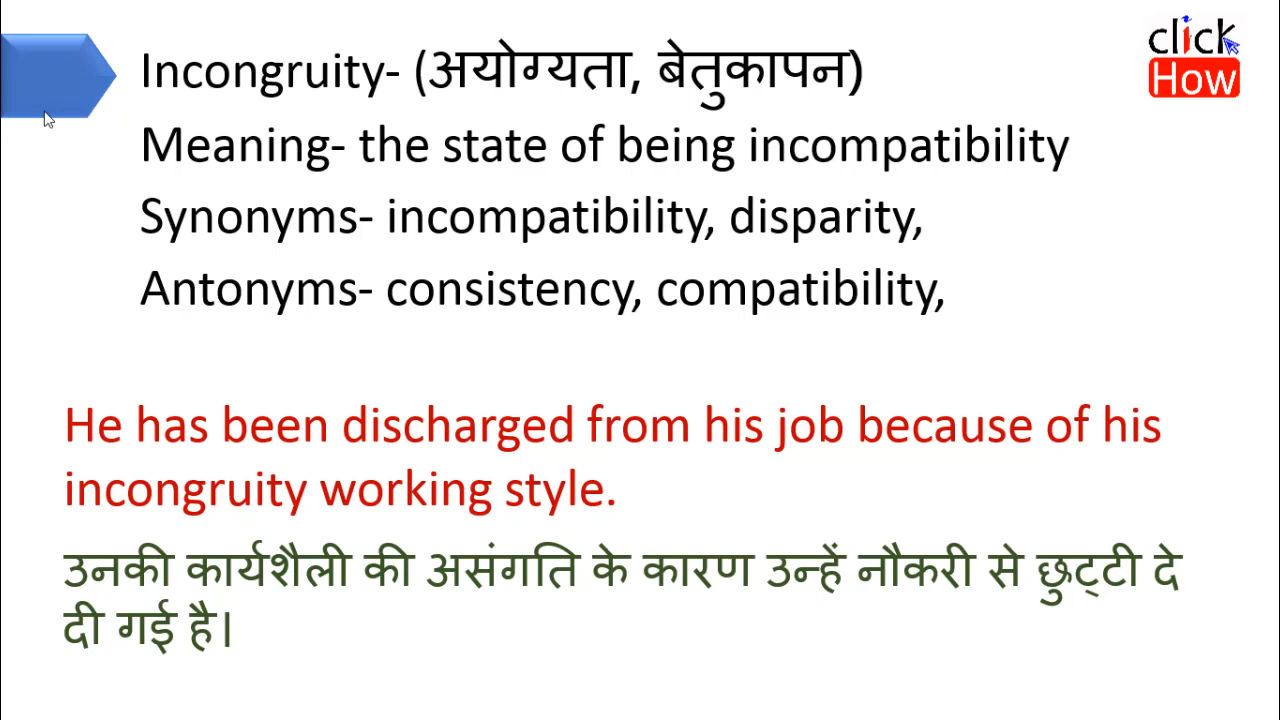 click
How
Incongruity- (अयोग्यता, बेतुकापन)
Meaning- the state of being incompatibility
Synonyms- incompatibility, disparity,
Antonyms- consistency, compatibility,
He has been discharged from his job because of his
incongruity working style.
उनकी कार्यशैली की असंगति के कारण उन्हें नौकरी से छुट्टी दे
दी गई है।